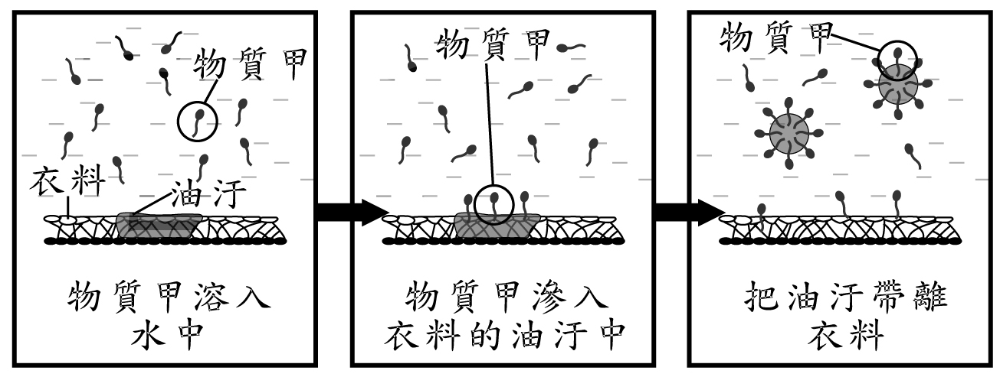 物質甲
衣料
油汙
物質甲溶入
水中
物質甲
物質甲滲入
衣料的油汙中
物質甲
把油汙帶離
衣料